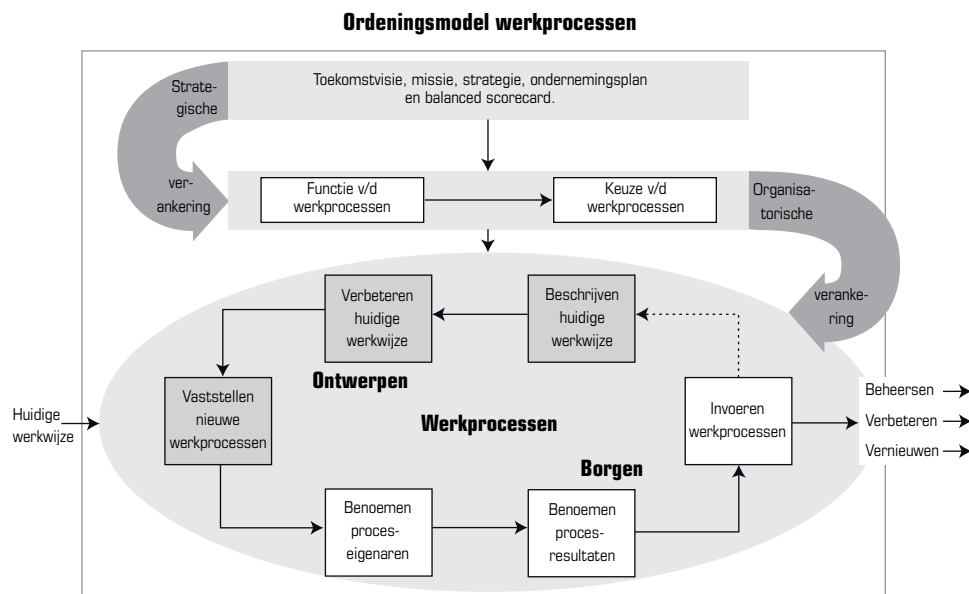 Ordeningsmodel werkprocessen
Toekomstvisie, missie, strategie, ondernemingsplan
en balanced scorecard.
Strate-
gische
ver-
ankering
Functie v/d
werkprocessen
Keuze v/d
werkprocessen
Organisa-
torische
veranke-
ring
Verbeteren
huidige
werkwijze
Beschrijven
huidige
werkwijze
Ontwerpen
Vaststellen
nieuwe
werkprocessen
Werkprocessen
Invoeren
werkprocessen
Huidige
werkwijze
Beheersen
Verbeteren
Vernieuwen
Borgen
Benoemen
proces-
eigenaren
Benoemen
proces-
resultaten